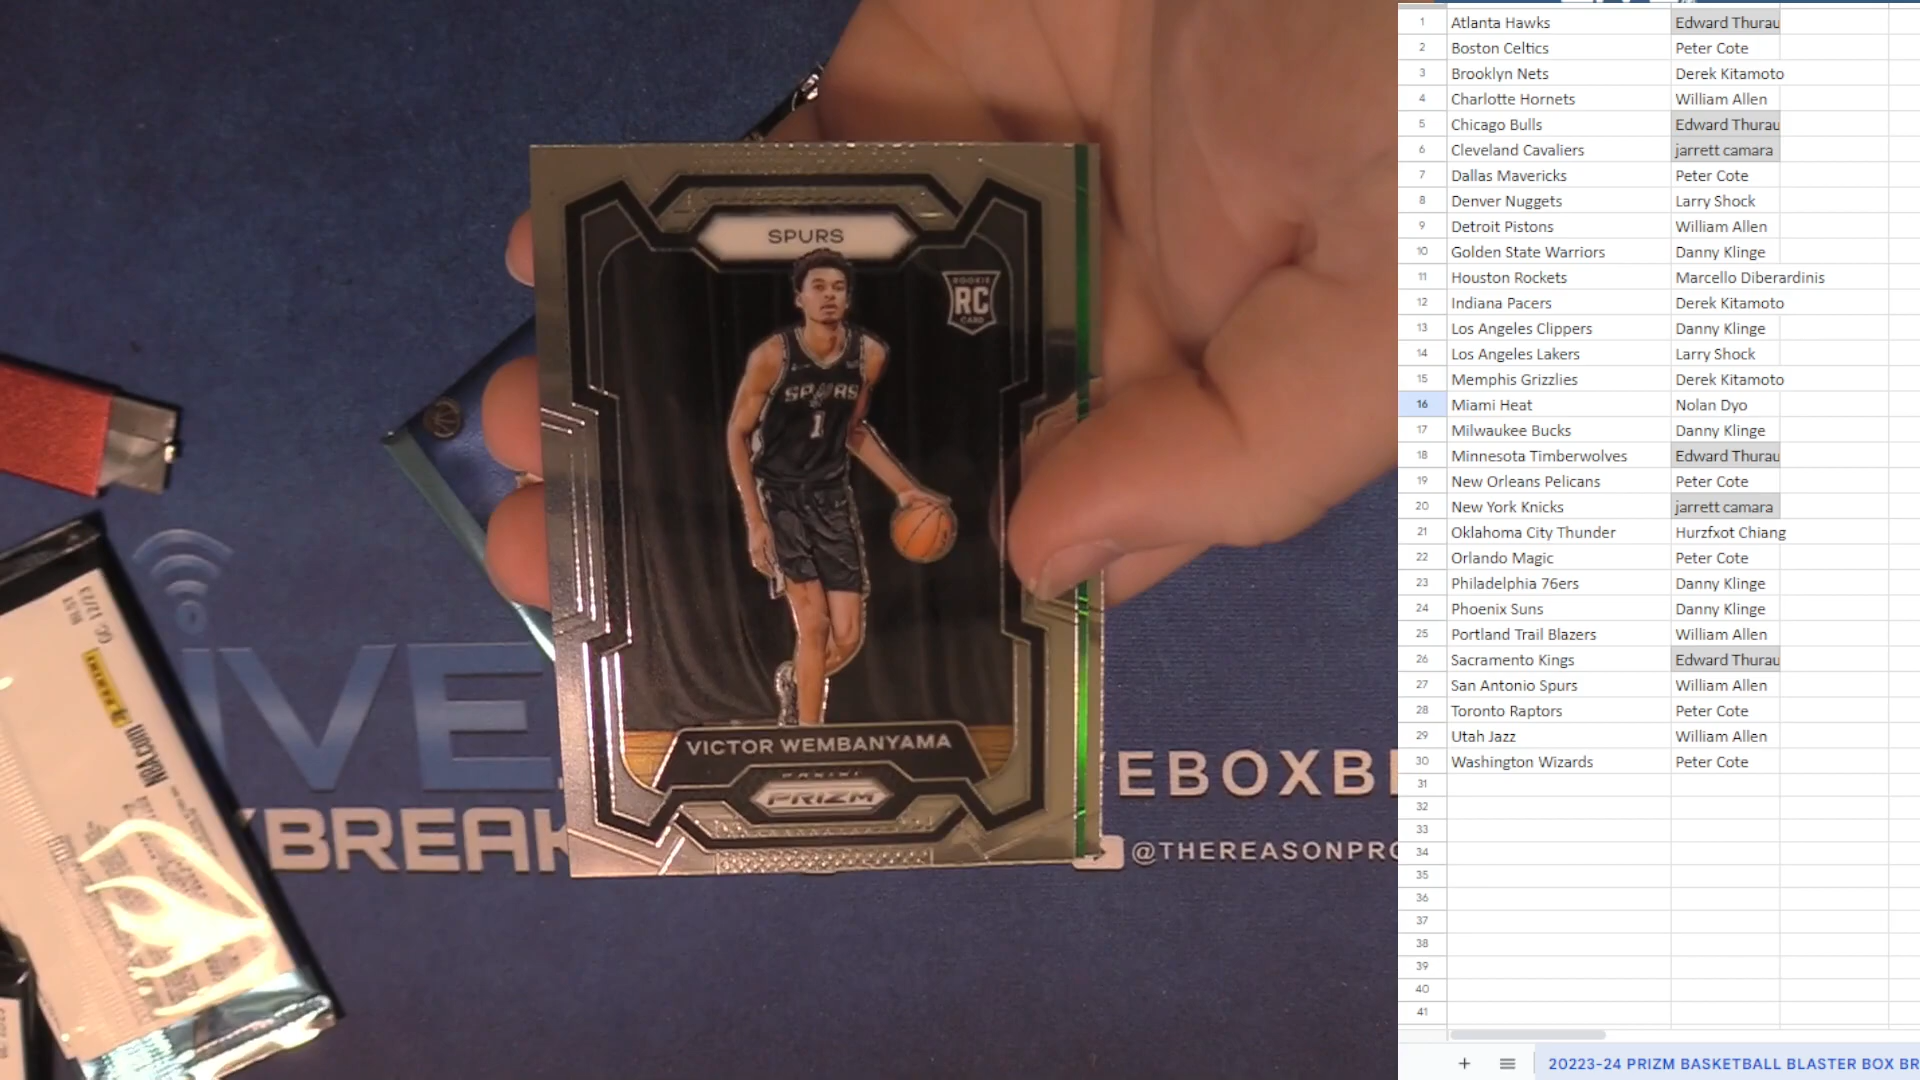 SPURS
ROOKIE
RC
CARD
SPURS
1
VICTOR WEMBANYAMA
PANINI
PRIZM
IVE
BREAK
EBOXB
@THEREASONPRO
NBA.com
PANINI
1 Atlanta Hawks Edward Thurau
2 Boston Celtics Peter Cote
3 Brooklyn Nets Derek Kitamoto
4 Charlotte Hornets William Allen
5 Chicago Bulls Edward Thurau
6 Cleveland Cavaliers jarrett camara
7 Dallas Mavericks Peter Cote
8 Denver Nuggets Larry Shock
9 Detroit Pistons William Allen
10 Golden State Warriors Danny Klinge
11 Houston Rockets Marcello Diberardinis
12 Indiana Pacers Derek Kitamoto
13 Los Angeles Clippers Danny Klinge
14 Los Angeles Lakers Larry Shock
15 Memphis Grizzlies Derek Kitamoto
16 Miami Heat Nolan Dyo
17 Milwaukee Bucks Danny Klinge
18 Minnesota Timberwolves Edward Thurau
19 New Orleans Pelicans Peter Cote
20 New York Knicks jarrett camara
21 Oklahoma City Thunder Hurzfxot Chiang
22 Orlando Magic Peter Cote
23 Philadelphia 76ers Danny Klinge
24 Phoenix Suns Danny Klinge
25 Portland Trail Blazers William Allen
26 Sacramento Kings Edward Thurau
27 San Antonio Spurs William Allen
28 Toronto Raptors Peter Cote
29 Utah Jazz William Allen
30 Washington Wizards Peter Cote
31
32
33
34
35
36
37
38
39
40
41
20223-24 PRIZM BASKETBALL BLASTER BOX BR